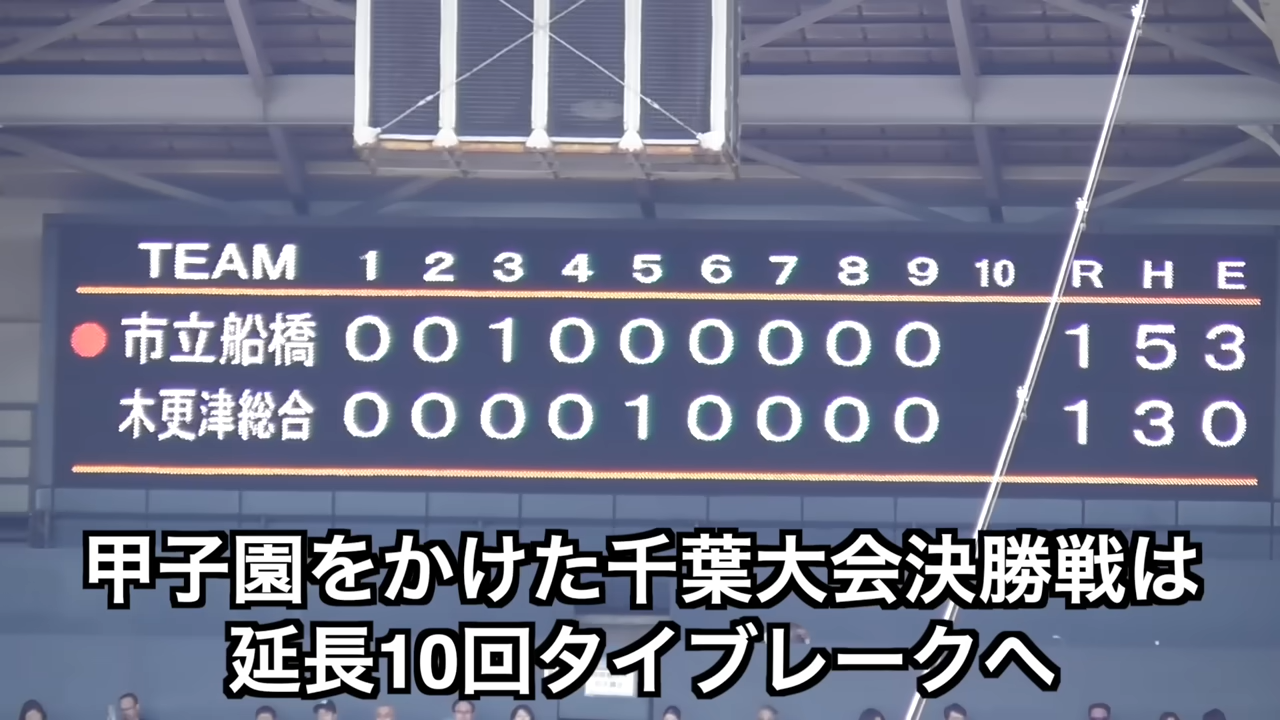 TEAM 1 2 3 4 5 6 7 8 9 10 R H E
市立船橋 0 0 1 0 0 0 0 0 0 1 5 3
木更津総合 0 0 0 0 1 0 0 0 0 1 3 0
甲子園をかけた千葉大会決勝戦は
延長10回タイブレークへ